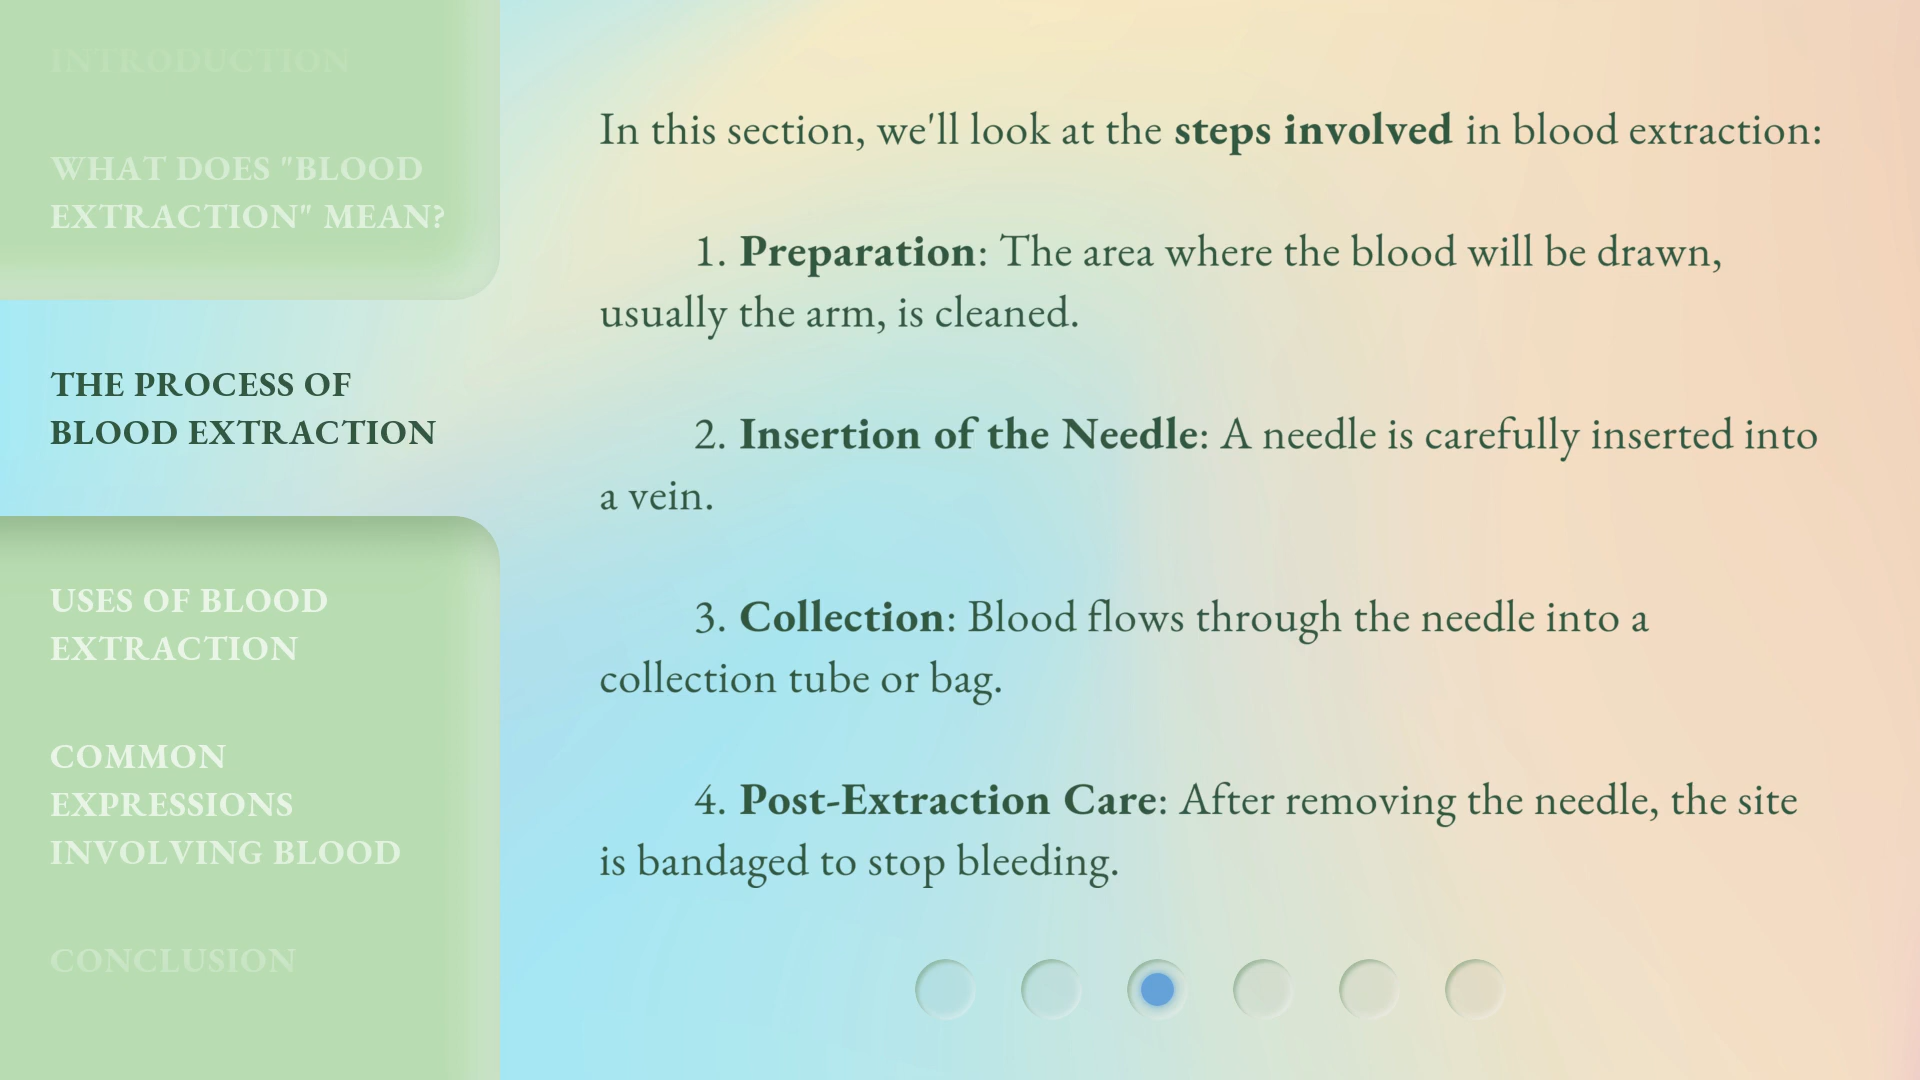 INTRODUCTION
WHAT DOES "BLOOD
EXTRACTION" MEAN?
THE PROCESS OF
BLOOD EXTRACTION
USES OF BLOOD
EXTRACTION
COMMON
EXPRESSIONS
INVOLVING BLOOD
CONCLUSION
In this section, we'll look at the steps involved in blood extraction:
1. Preparation: The area where the blood will be drawn,
usually the arm, is cleaned.
2. Insertion of the Needle: A needle is carefully inserted into
a vein.
3. Collection: Blood flows through the needle into a
collection tube or bag.
4. Post-Extraction Care: After removing the needle, the site
is bandaged to stop bleeding.